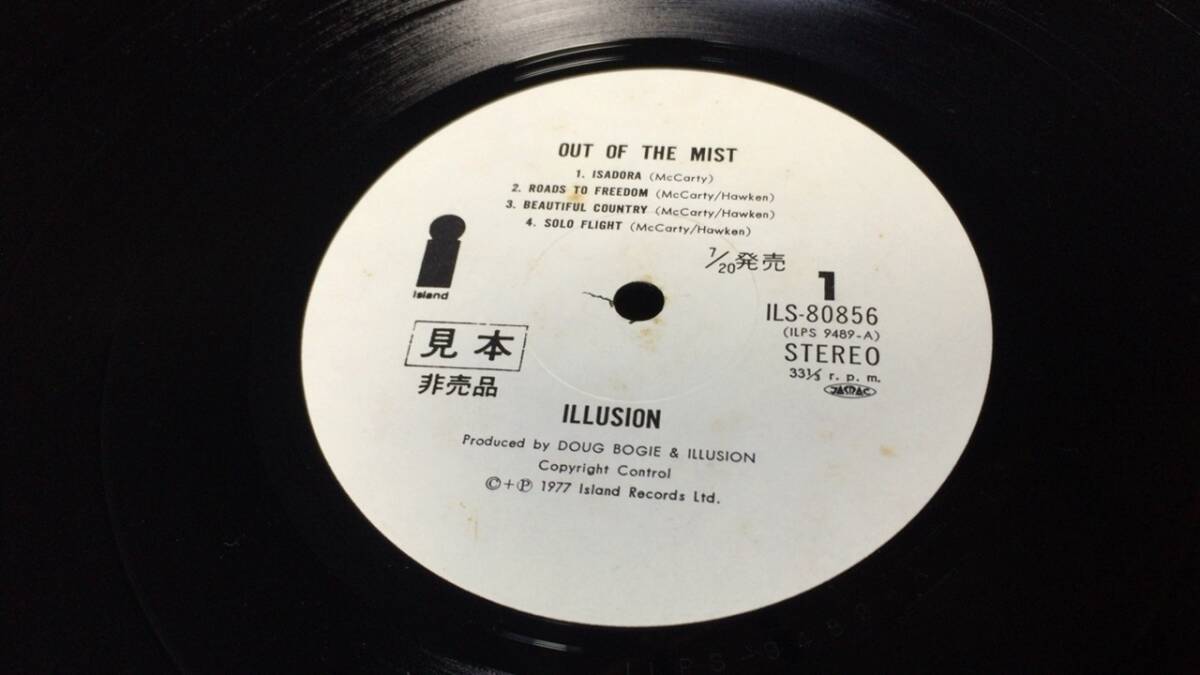 OUT OF THE MIST
1. ISADORA (McCarty)
2. ROADS TO FREEDOM (McCarty/Hawken)
3. BEAUTIFUL COUNTRY (McCarty/Hawken)
4. SOLO FLIGHT (McCarty/Hawken)
island
7/20発売
1
ILS-80856
(ILPS 9489-A)
STEREO
33⅓ r. p. m.
JASRAC
見本
非売品
ILLUSION
Produced by DOUG BOGIE & ILLUSION
Copyright Control
©+℗ 1977 Island Records Ltd.